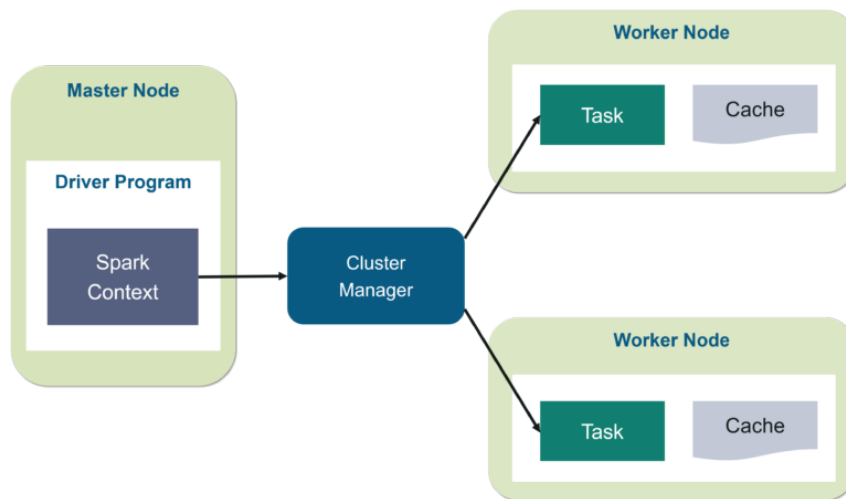 Master Node
Driver Program
Spark
Context
Cluster
Manager
Worker Node
Task
Cache
Worker Node
Task
Cache